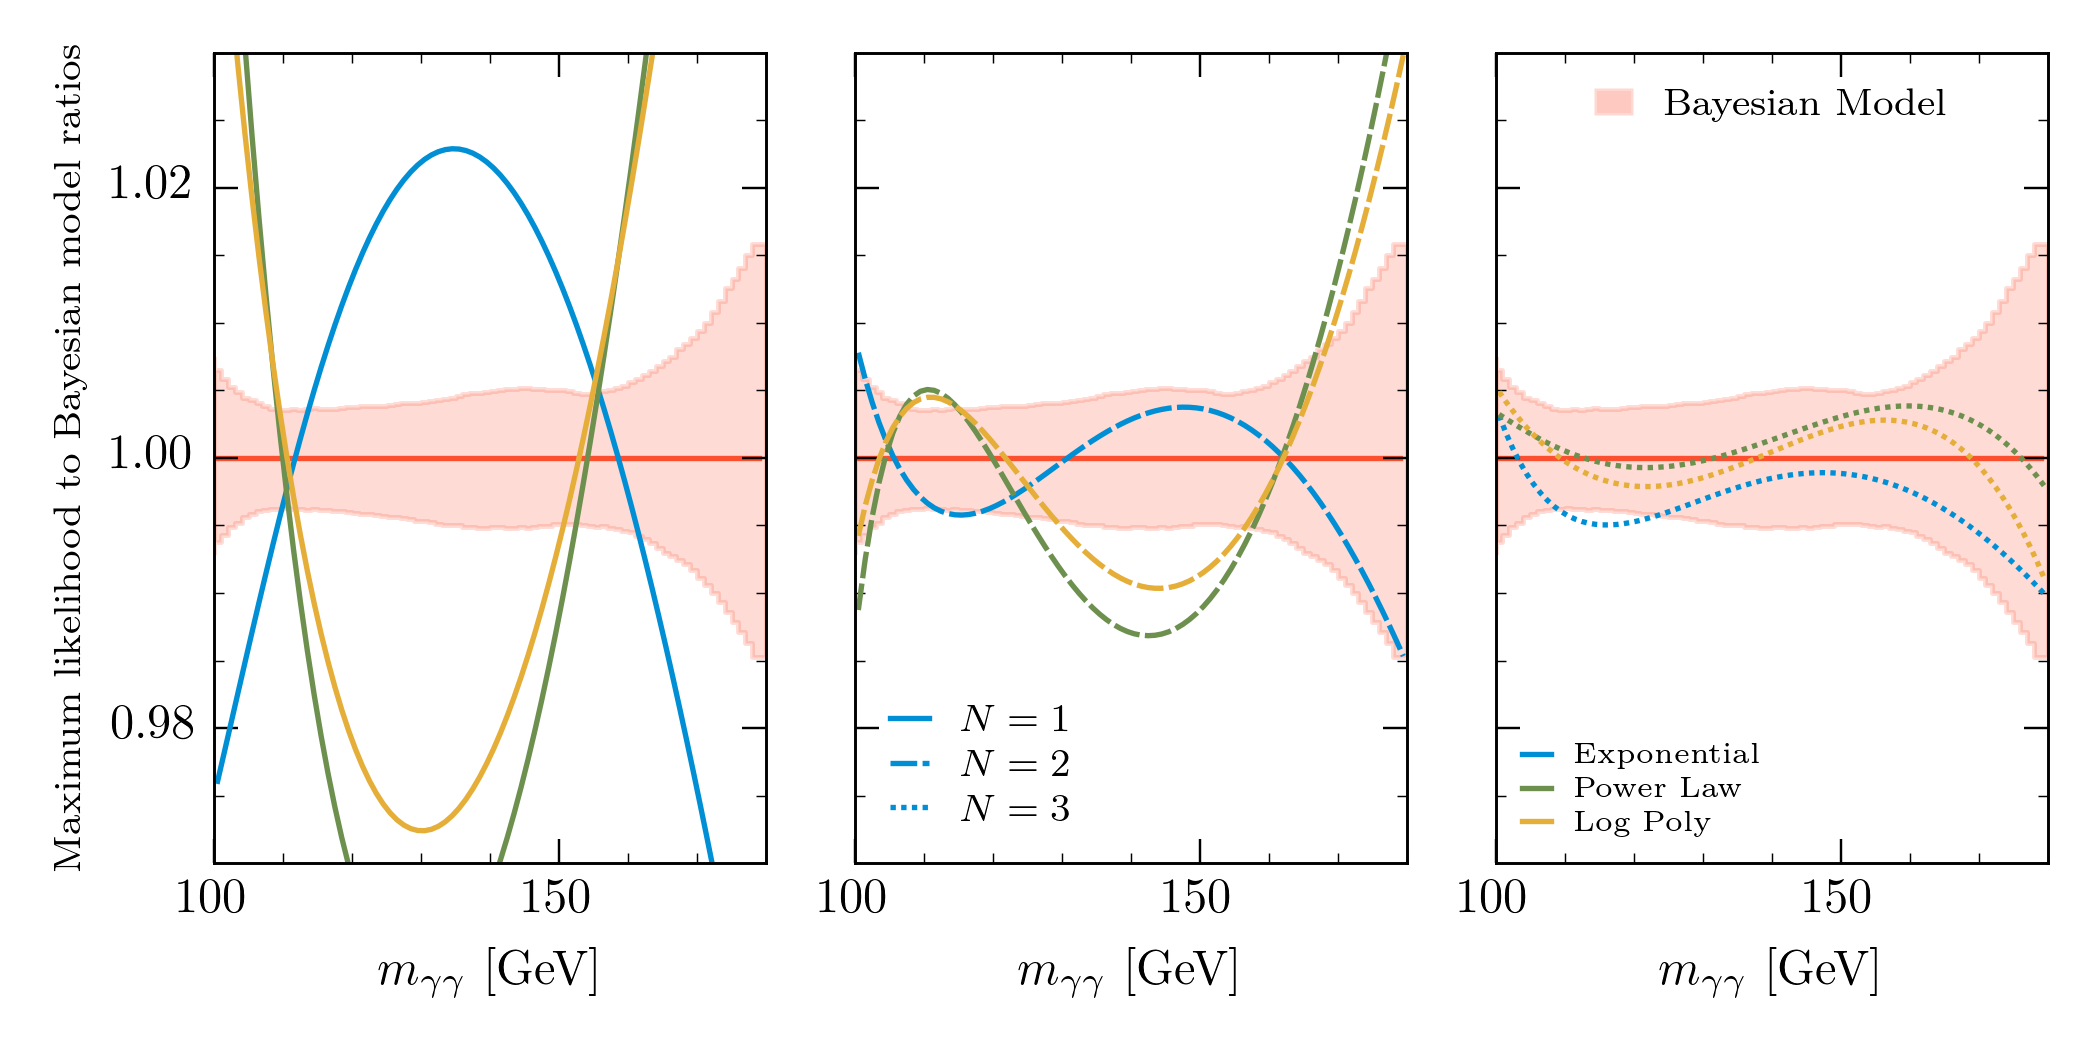 Maximum likelihood to Bayesian model ratios
1.02
1.00
0.98
100
150
m_γγ [GeV]
N = 1
N = 2
N = 3
100
150
m_γγ [GeV]
Bayesian Model
Exponential
Power Law
Log Poly
100
150
m_γγ [GeV]